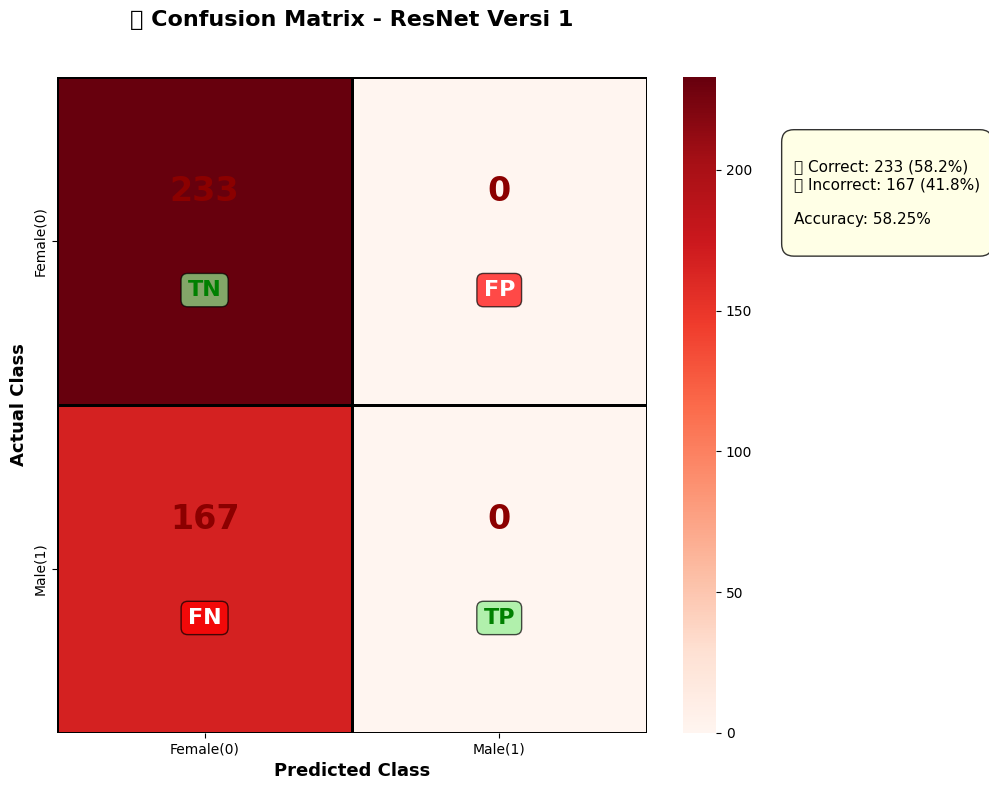 Confusion Matrix - ResNet Versi 1
Female(0)
Male(1)
Actual Class
233
TN
0
FP
167
FN
0
TP
Female(0)
Male(1)
Predicted Class
200
150
100
50
0
Correct: 233 (58.2%)
Incorrect: 167 (41.8%)
Accuracy: 58.25%